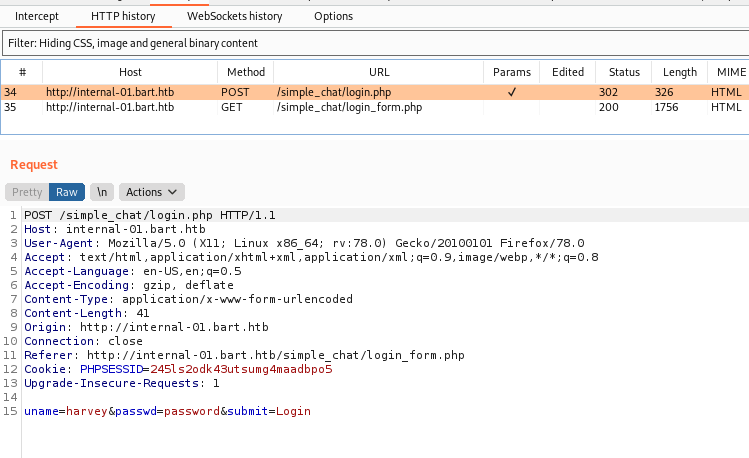 Intercept HTTP history WebSockets history Options
Filter: Hiding CSS, image and general binary content
# Host Method URL Params Edited Status Length MIME
34 http://internal-01.bart.htb POST /simple_chat/login.php ✓ 302 326 HTML
35 http://internal-01.bart.htb GET /simple_chat/login_form.php 200 1756 HTML
Request
Pretty Raw \n Actions
1 POST /simple_chat/login.php HTTP/1.1
2 Host: internal-01.bart.htb
3 User-Agent: Mozilla/5.0 (X11; Linux x86_64; rv:78.0) Gecko/20100101 Firefox/78.0
4 Accept: text/html,application/xhtml+xml,application/xml;q=0.9,image/webp,*/*;q=0.8
5 Accept-Language: en-US,en;q=0.5
6 Accept-Encoding: gzip, deflate
7 Content-Type: application/x-www-form-urlencoded
8 Content-Length: 41
9 Origin: http://internal-01.bart.htb
10 Connection: close
11 Referer: http://internal-01.bart.htb/simple_chat/login_form.php
12 Cookie: PHPSESSID=245ls2odk43utsumg4maadbpo5
13 Upgrade-Insecure-Requests: 1
14
15 uname=harvey&passwd=password&submit=Login